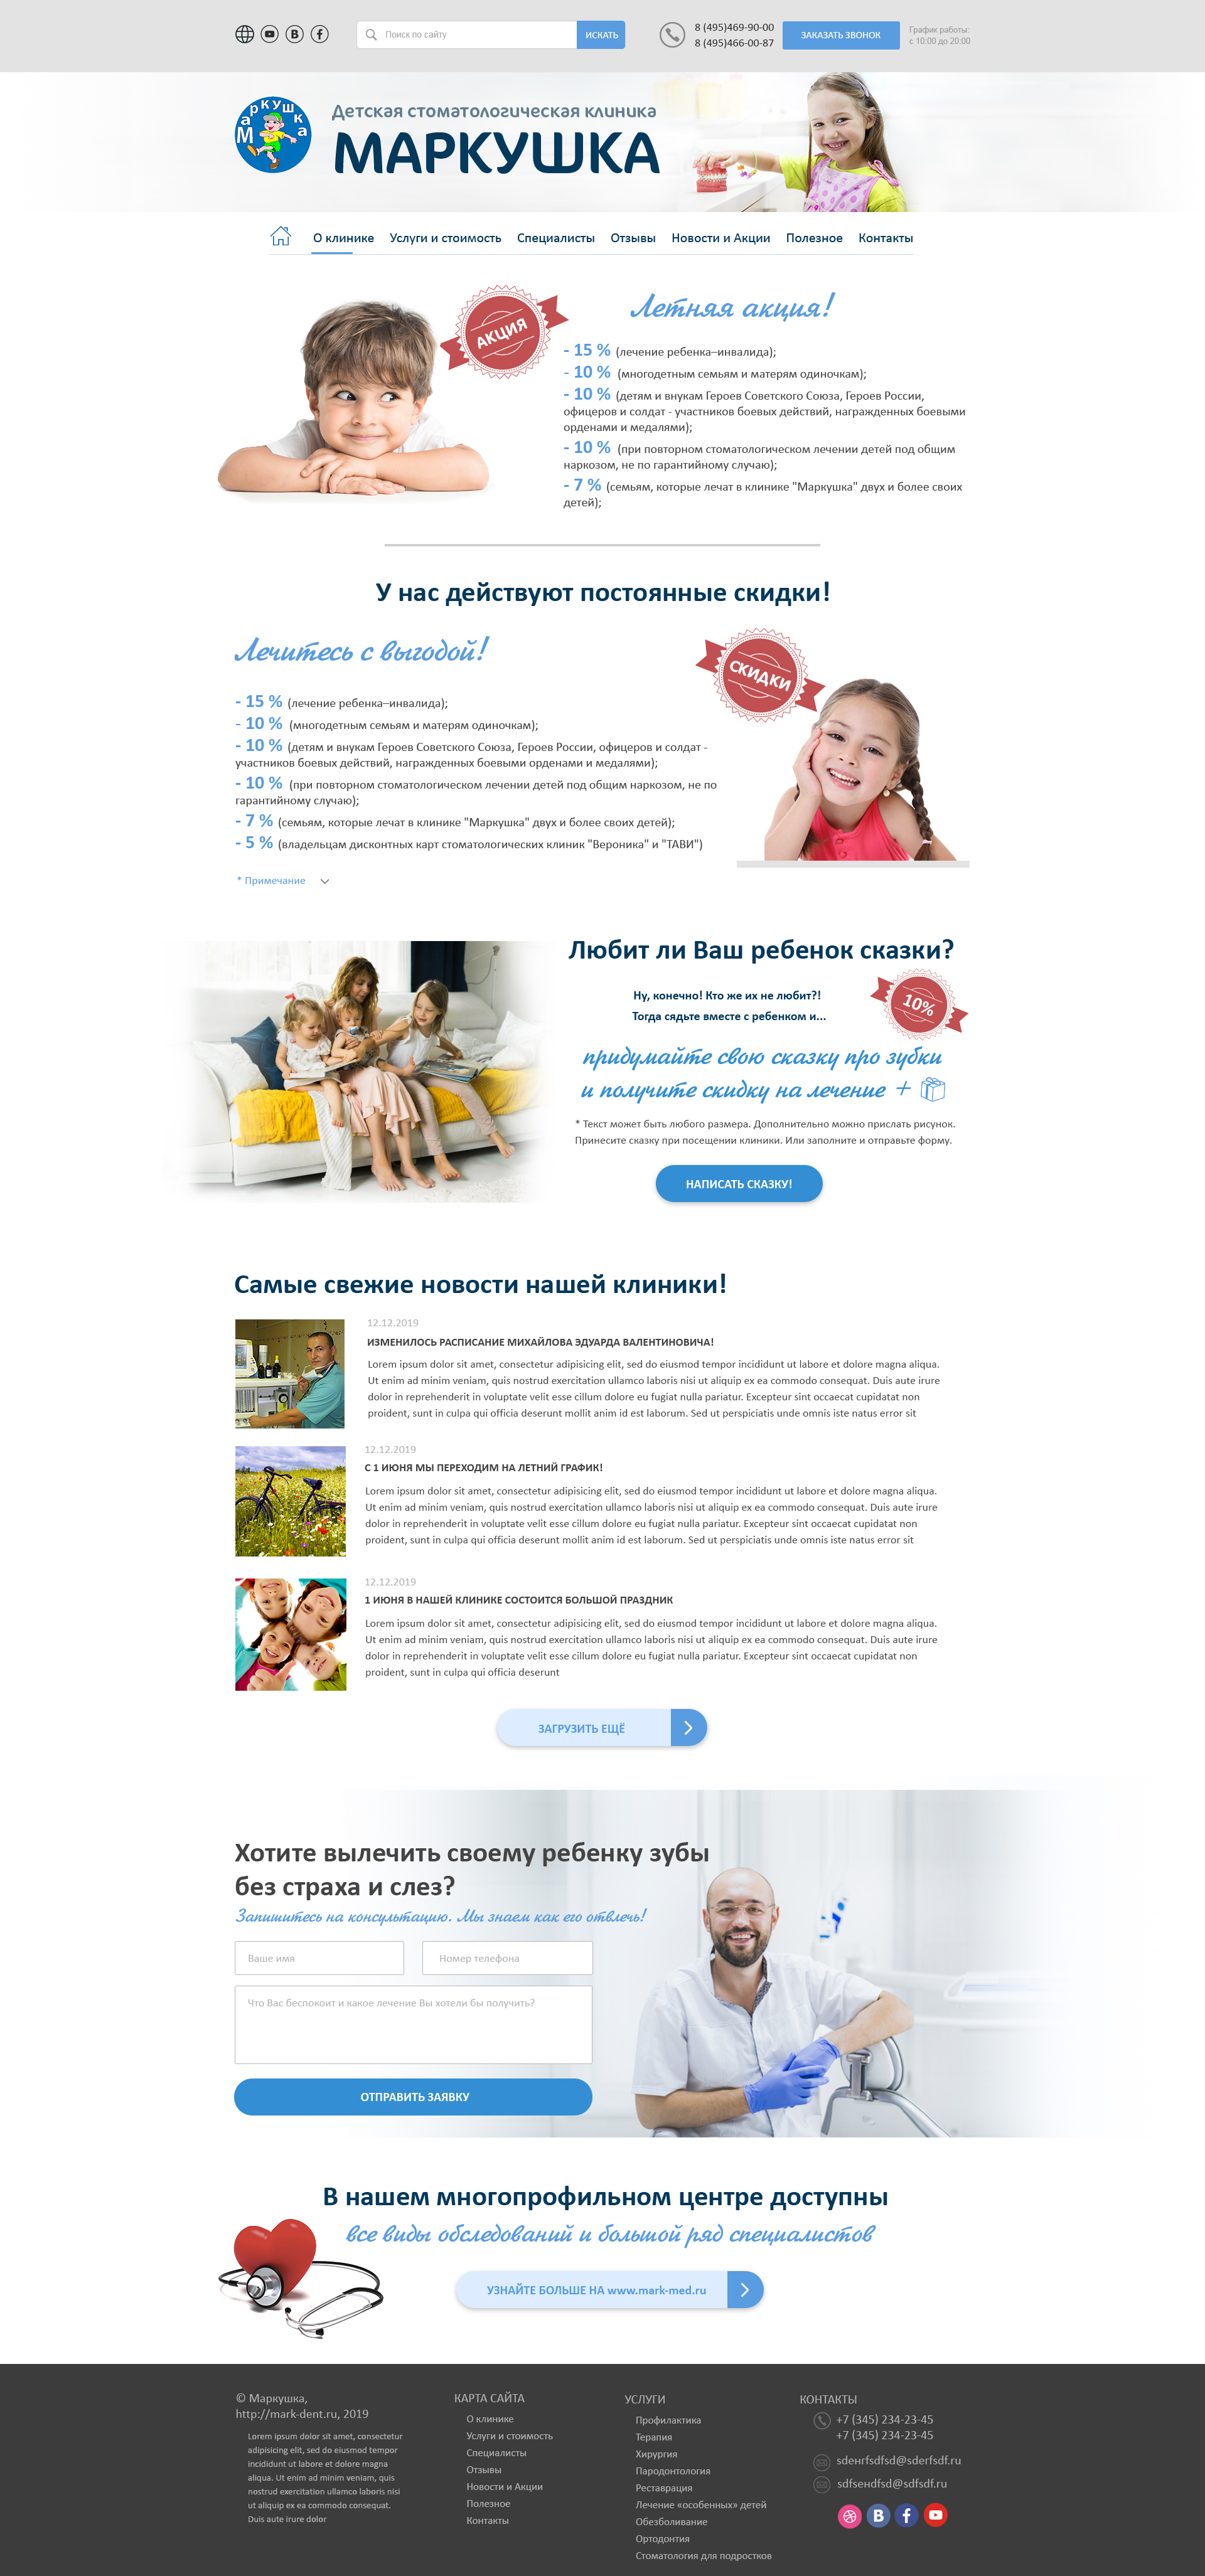 Поиск по сайту
ИСКАТЬ
8 (495)469-90-00
8 (495)466-00-87
ЗАКАЗАТЬ ЗВОНОК
График работы:
с 10:00 до 20:00
Маркушка
Детская стоматологическая клиника
МАРКУШКА
О клинике Услуги и стоимость Специалисты Отзывы Новости и Акции Полезное Контакты
АКЦИЯ
Летняя акция!
- 15 % (лечение ребенка–инвалида);
- 10 % (многодетным семьям и матерям одиночкам);
- 10 % (детям и внукам Героев Советского Союза, Героев России,
офицеров и солдат - участников боевых действий, награжденных боевыми
орденами и медалями);
- 10 % (при повторном стоматологическом лечении детей под общим
наркозом, не по гарантийному случаю);
- 7 % (семьям, которые лечат в клинике "Маркушка" двух и более своих
детей);
У нас действуют постоянные скидки!
Лечитесь с выгодой!
СКИДКИ
- 15 % (лечение ребенка–инвалида);
- 10 % (многодетным семьям и матерям одиночкам);
- 10 % (детям и внукам Героев Советского Союза, Героев России, офицеров и солдат -
участников боевых действий, награжденных боевыми орденами и медалями);
- 10 % (при повторном стоматологическом лечении детей под общим наркозом, не по
гарантийному случаю);
- 7 % (семьям, которые лечат в клинике "Маркушка" двух и более своих детей);
- 5 % (владельцам дисконтных карт стоматологических клиник "Вероника" и "ТАВИ")
* Примечание
Любит ли Ваш ребенок сказки?
Ну, конечно! Кто же их не любит?!
Тогда сядьте вместе с ребенком и...
10%
придумайте свою сказку про зубки
и получите скидку на лечение +
* Текст может быть любого размера. Дополнительно можно прислать рисунок.
Принесите сказку при посещении клиники. Или заполните и отправьте форму.
НАПИСАТЬ СКАЗКУ!
Самые свежие новости нашей клиники!
12.12.2019
ИЗМЕНИЛОСЬ РАСПИСАНИЕ МИХАЙЛОВА ЭДУАРДА ВАЛЕНТИНОВИЧА!
Lorem ipsum dolor sit amet, consectetur adipisicing elit, sed do eiusmod tempor incididunt ut labore et dolore magna aliqua.
Ut enim ad minim veniam, quis nostrud exercitation ullamco laboris nisi ut aliquip ex ea commodo consequat. Duis aute irure
dolor in reprehenderit in voluptate velit esse cillum dolore eu fugiat nulla pariatur. Excepteur sint occaecat cupidatat non
proident, sunt in culpa qui officia deserunt mollit anim id est laborum. Sed ut perspiciatis unde omnis iste natus error sit
12.12.2019
С 1 ИЮНЯ МЫ ПЕРЕХОДИМ НА ЛЕТНИЙ ГРАФИК!
Lorem ipsum dolor sit amet, consectetur adipisicing elit, sed do eiusmod tempor incididunt ut labore et dolore magna aliqua.
Ut enim ad minim veniam, quis nostrud exercitation ullamco laboris nisi ut aliquip ex ea commodo consequat. Duis aute irure
dolor in reprehenderit in voluptate velit esse cillum dolore eu fugiat nulla pariatur. Excepteur sint occaecat cupidatat non
proident, sunt in culpa qui officia deserunt mollit anim id est laborum. Sed ut perspiciatis unde omnis iste natus error sit
12.12.2019
1 ИЮНЯ В НАШЕЙ КЛИНИКЕ СОСТОИТСЯ БОЛЬШОЙ ПРАЗДНИК
Lorem ipsum dolor sit amet, consectetur adipisicing elit, sed do eiusmod tempor incididunt ut labore et dolore magna aliqua.
Ut enim ad minim veniam, quis nostrud exercitation ullamco laboris nisi ut aliquip ex ea commodo consequat. Duis aute irure
dolor in reprehenderit in voluptate velit esse cillum dolore eu fugiat nulla pariatur. Excepteur sint occaecat cupidatat non
proident, sunt in culpa qui officia deserunt
ЗАГРУЗИТЬ ЕЩЁ
Хотите вылечить своему ребенку зубы
без страха и слез?
Запишитесь на консультацию. Мы знаем как его отвлечь!
Ваше имя
Номер телефона
Что Вас беспокоит и какое лечение Вы хотели бы получить?
ОТПРАВИТЬ ЗАЯВКУ
В нашем многопрофильном центре доступны
все виды обследований и большой ряд специалистов
УЗНАЙТЕ БОЛЬШЕ НА www.mark-med.ru
© Маркушка,
http://mark-dent.ru, 2019
Lorem ipsum dolor sit amet, consectetur
adipisicing elit, sed do eiusmod tempor
incididunt ut labore et dolore magna
aliqua. Ut enim ad minim veniam, quis
nostrud exercitation ullamco laboris nisi
ut aliquip ex ea commodo consequat.
Duis aute irure dolor
КАРТА САЙТА
О клинике
Услуги и стоимость
Специалисты
Отзывы
Новости и Акции
Полезное
Контакты
УСЛУГИ
Профилактика
Терапия
Хирургия
Пародонтология
Реставрация
Лечение «особенных» детей
Обезболивание
Ортодонтия
Стоматология для подростков
КОНТАКТЫ
+7 (345) 234-23-45
+7 (345) 234-23-45
sdенrfsdfsd@sderfsdf.ru
sdfsенdfsd@sdfsdf.ru